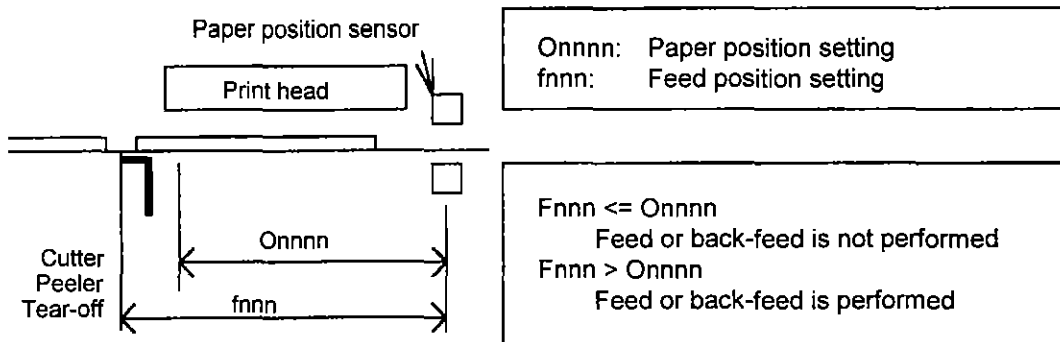 Paper position sensor
Print head
Onnnn
Cutter
Peeler
Tear-off
fnnn
Onnnn: Paper position setting
fnnn: Feed position setting
Fnnn <= Onnnn
Feed or back-feed is not performed
Fnnn > Onnnn
Feed or back-feed is performed